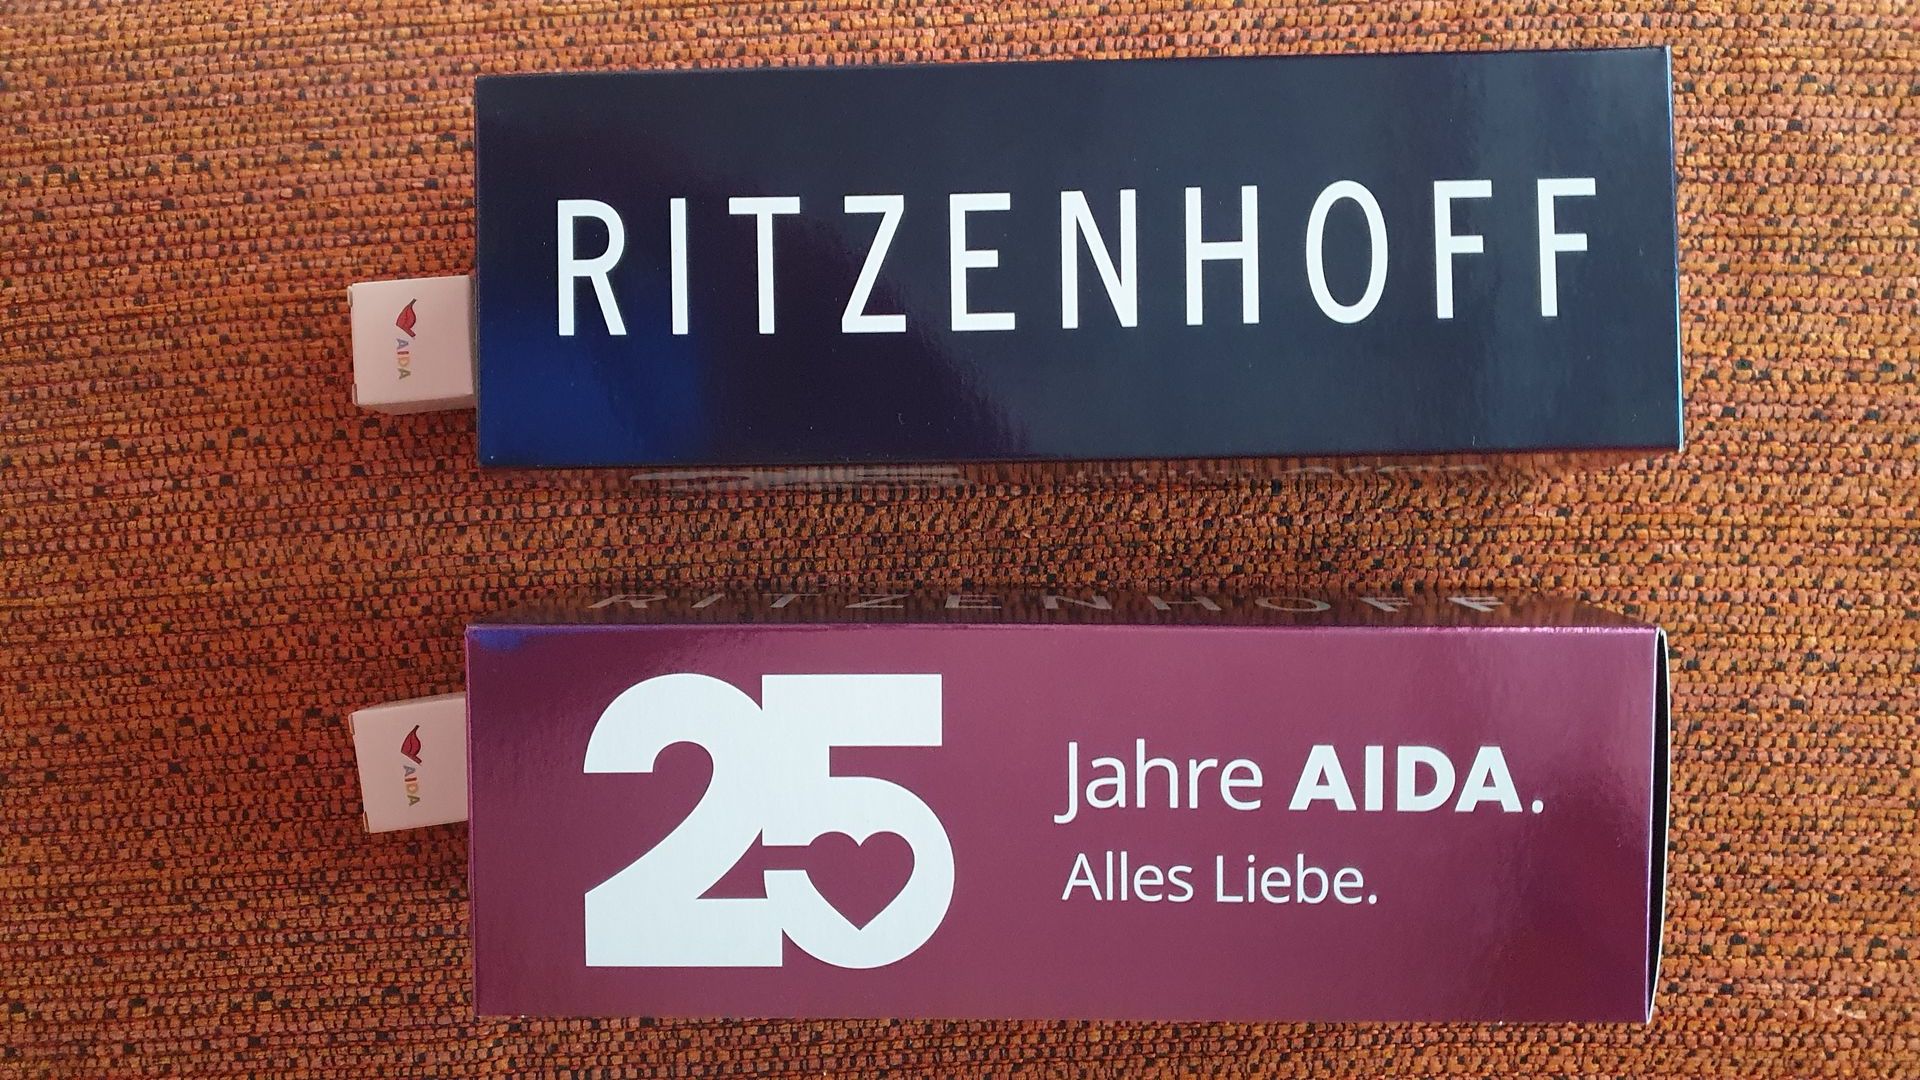 RITZENHOFF
AIDA
RITZENHOFF
25
Jahre AIDA.
Alles Liebe.
AIDA